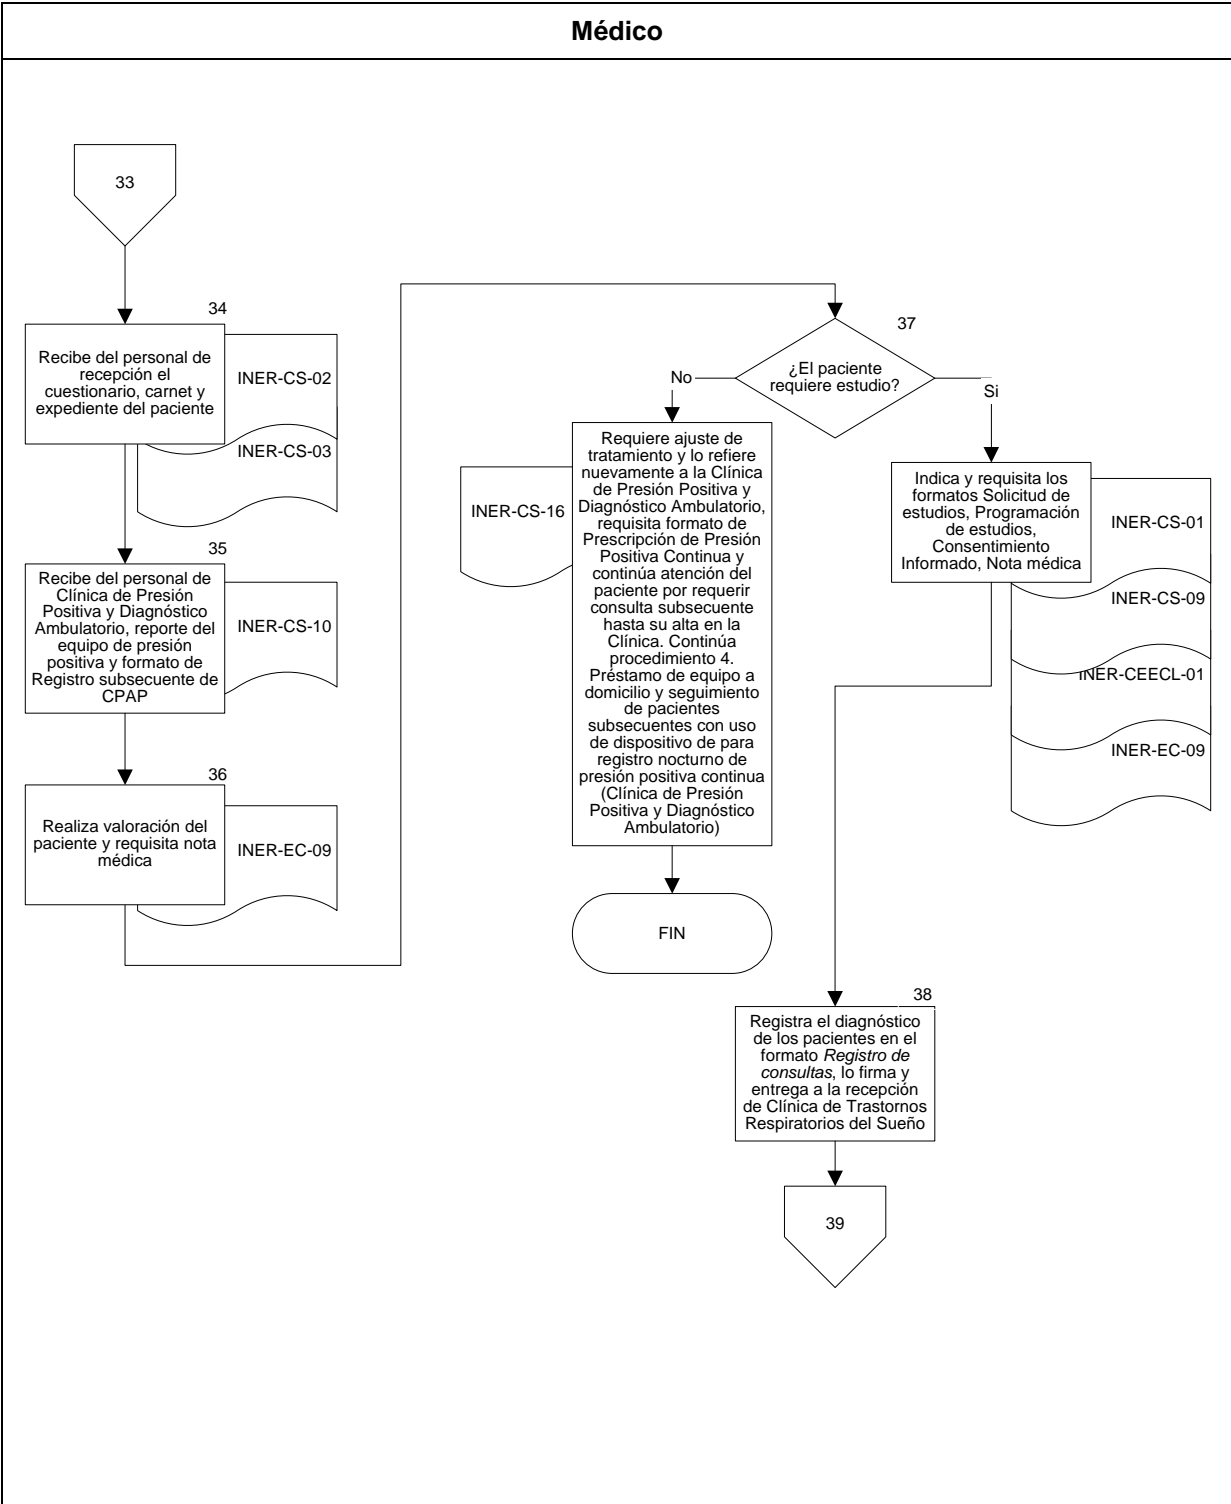 Médico
33
34
Recibe del personal de
recepción el
cuestionario, carnet y
expediente del paciente
INER-CS-02
INER-CS-03
35
Recibe del personal de
Clínica de Presión
Positiva y Diagnóstico
Ambulatorio, reporte del
equipo de presión
positiva y formato de
Registro subsecuente de
CPAP
INER-CS-10
36
Realiza valoración del
paciente y requisita nota
médica
INER-EC-09
37
¿El paciente
requiere estudio?
No
Si
Requiere ajuste de
tratamiento y lo refiere
nuevamente a la Clínica
de Presión Positiva y
Diagnóstico Ambulatorio,
requisita formato de
Prescripción de Presión
Positiva Continua y
continúa atención del
paciente por requerir
consulta subsecuente
hasta su alta en la
Clínica. Continúa
procedimiento 4.
Préstamo de equipo a
domicilio y seguimiento
de pacientes
subsecuentes con uso
de dispositivo de para
registro nocturno de
presión positiva continua
(Clínica de Presión
Positiva y Diagnóstico
Ambulatorio)
INER-CS-16
FIN
Indica y requisita los
formatos Solicitud de
estudios, Programación
de estudios,
Consentimiento
Informado, Nota médica
INER-CS-01
INER-CS-09
INER-CEECL-01
INER-EC-09
38
Registra el diagnóstico
de los pacientes en el
formato Registro de
consultas, lo firma y
entrega a la recepción
de Clínica de Trastornos
Respiratorios del Sueño
39